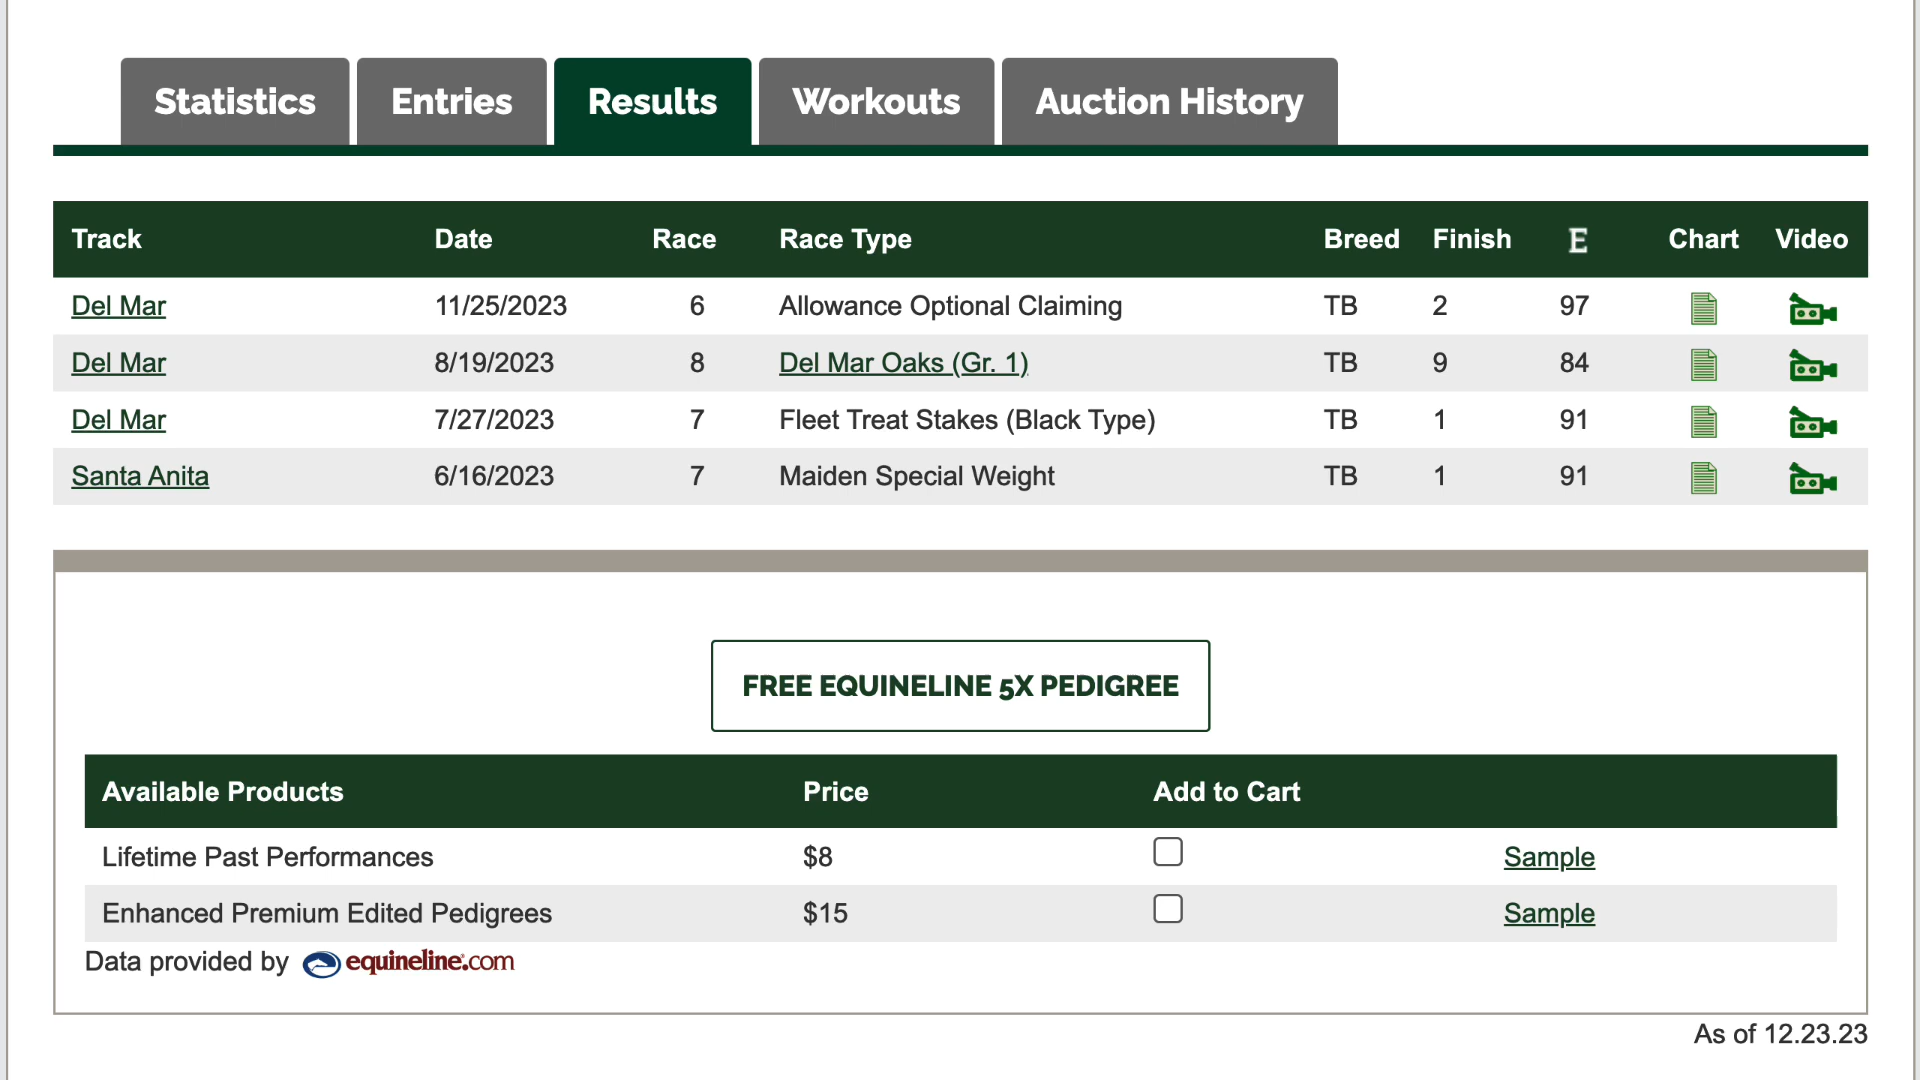 Statistics Entries Results Workouts Auction History
Track Date Race Race Type Breed Finish E Chart Video
Del Mar 11/25/2023 6 Allowance Optional Claiming TB 2 97
Del Mar 8/19/2023 8 Del Mar Oaks (Gr. 1) TB 9 84
Del Mar 7/27/2023 7 Fleet Treat Stakes (Black Type) TB 1 91
Santa Anita 6/16/2023 7 Maiden Special Weight TB 1 91
FREE EQUINELINE 5X PEDIGREE
Available Products Price Add to Cart
Lifetime Past Performances $8 Sample
Enhanced Premium Edited Pedigrees $15 Sample
Data provided by equineline.com
As of 12.23.23